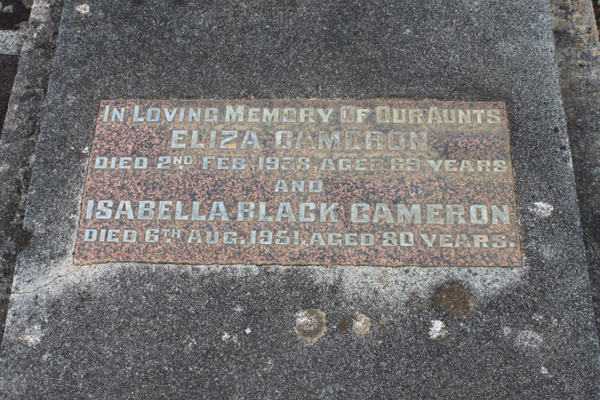 IN LOVING MEMORY OF OUR AUNTS
ELIZA CAMERON
DIED 2ND. FEB. 1938. AGED 69 YEARS
AND
ISABELLA BLACK CAMERON
DIED 6TH AUG. 1951. AGED 80 YEARS.